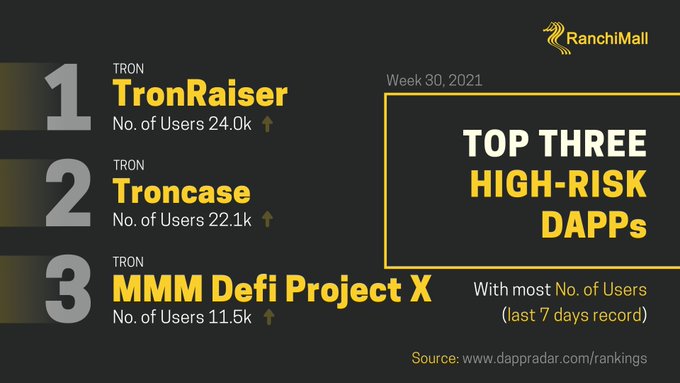 RanchiMall
Week 30, 2021
TOP THREE
HIGH-RISK
DAPPs
With most No. of Users
(last 7 days record)
1
TRON
TronRaiser
No. of Users 24.0k
2
TRON
Troncase
No. of Users 22.1k
3
TRON
MMM Defi Project X
No. of Users 11.5k
Source: www.dappradar.com/rankings